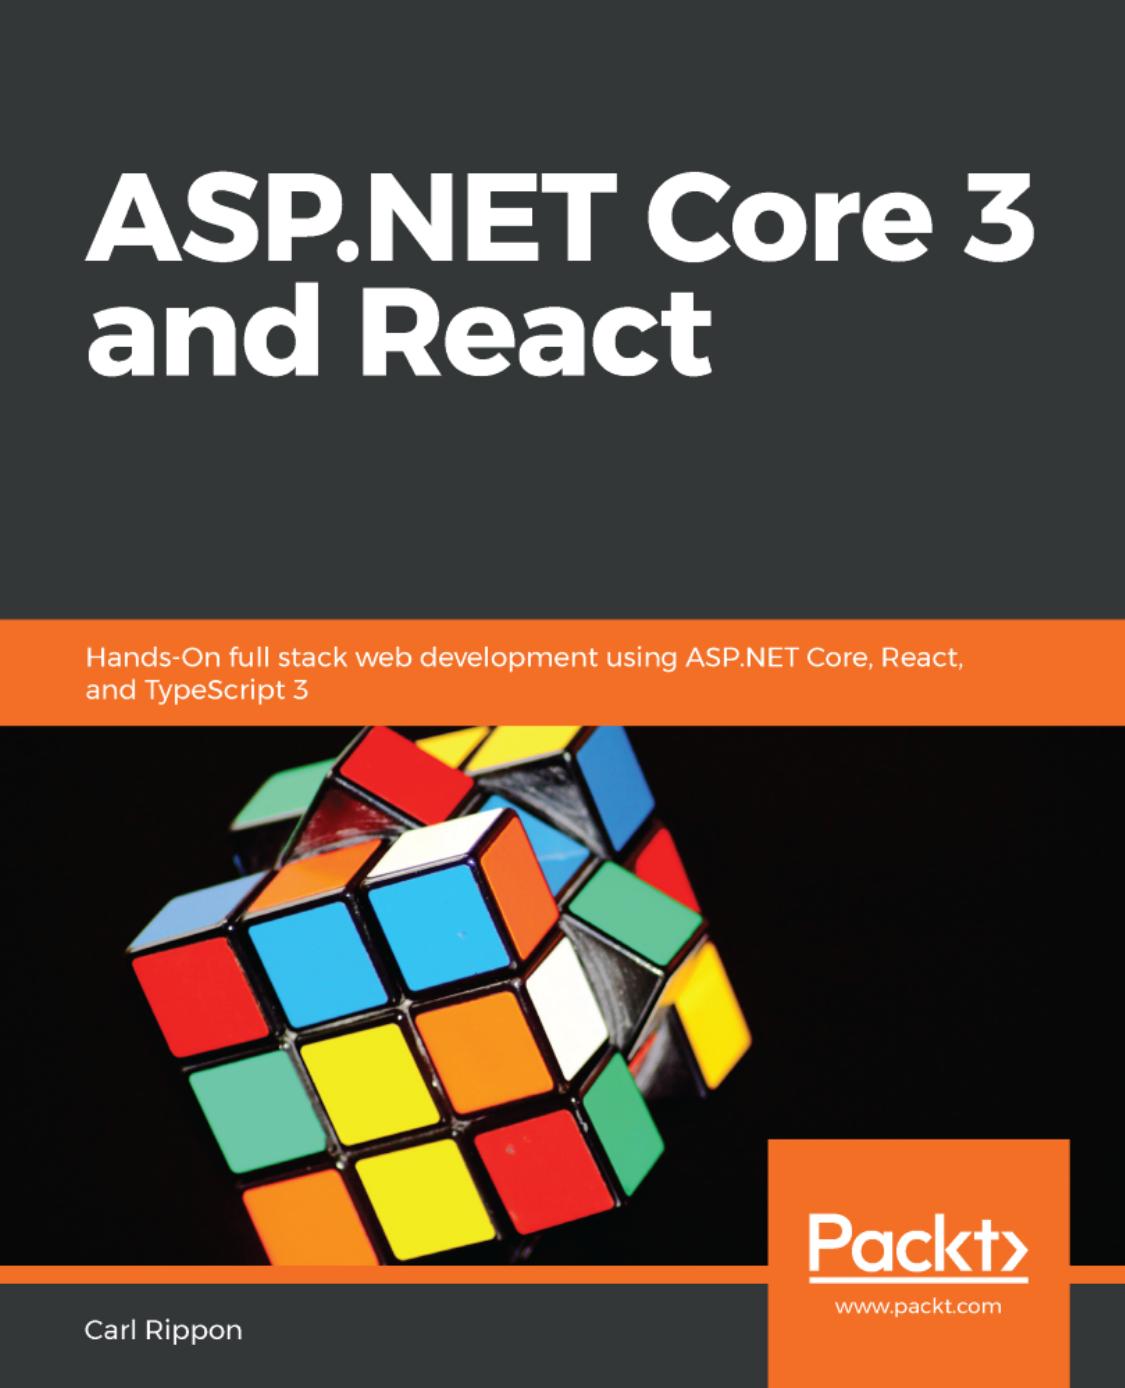 ASP.NET Core 3
and React
Hands-On full stack web development using ASP.NET Core, React,
and TypeScript 3
Packt>
www.packt.com
Carl Rippon